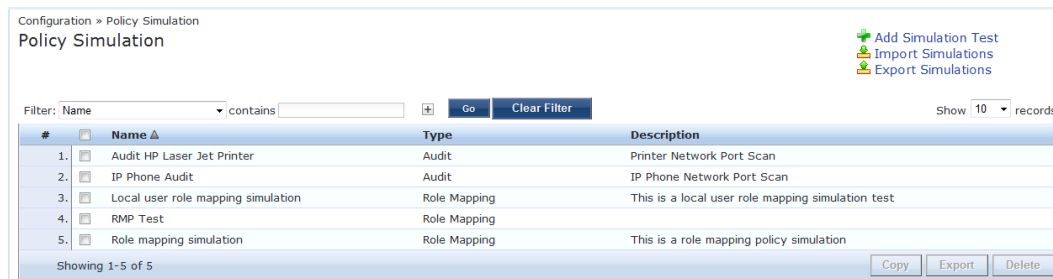 Configuration » Policy Simulation
Policy Simulation
Add Simulation Test
Import Simulations
Export Simulations
Filter: Name contains + Go Clear Filter Show 10 records
# Name Type Description
1. Audit HP Laser Jet Printer Audit Printer Network Port Scan
2. IP Phone Audit Audit IP Phone Network Port Scan
3. Local user role mapping simulation Role Mapping This is a local user role mapping simulation test
4. RMP Test Role Mapping
5. Role mapping simulation Role Mapping This is a role mapping policy simulation
Showing 1-5 of 5 Copy Export Delete